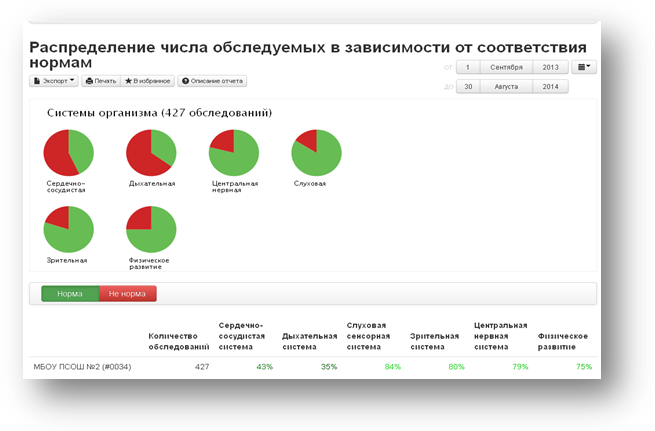 Распределение числа обследуемых в зависимости от соответствия
нормам
от 1 Сентября 2013
Экспорт Печать В избранное Описание отчета
до 30 Августа 2014
Системы организма (427 обследований)
Сердечно-
сосудистая
Дыхательная
Центральная
нервная
Слуховая
Зрительная
Физическое
развитие
Норма Не норма
Количество
обследований
Сердечно-
сосудистая
система
Дыхательная
система
Слуховая
сенсорная
система
Зрительная
система
Центральная
нервная
система
Физическое
развитие
МБОУ ПСОШ №2 (#0034) 427 43% 35% 84% 80% 79% 75%